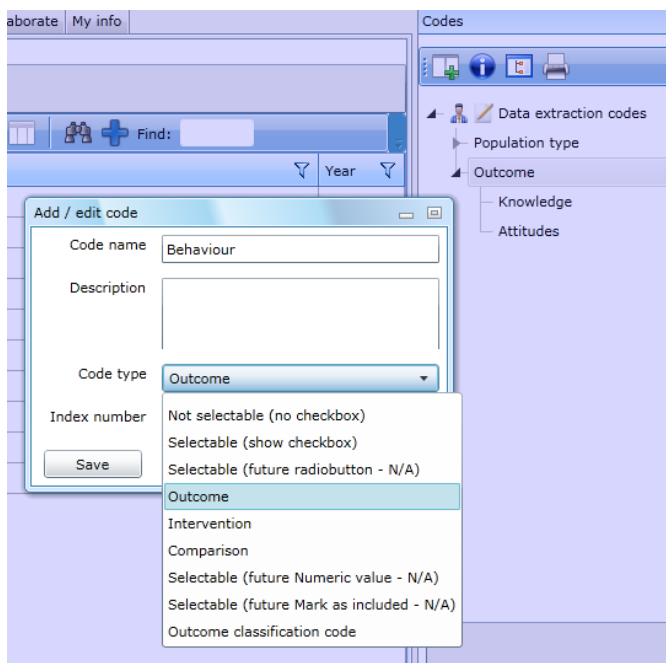 aborate My info
Codes
Find:
Year
Data extraction codes
Population type
Outcome
Knowledge
Attitudes
Add / edit code
Code name Behaviour
Description
Code type Outcome
Index number
Save
Not selectable (no checkbox)
Selectable (show checkbox)
Selectable (future radiobutton - N/A)
Outcome
Intervention
Comparison
Selectable (future Numeric value - N/A)
Selectable (future Mark as included - N/A)
Outcome classification code